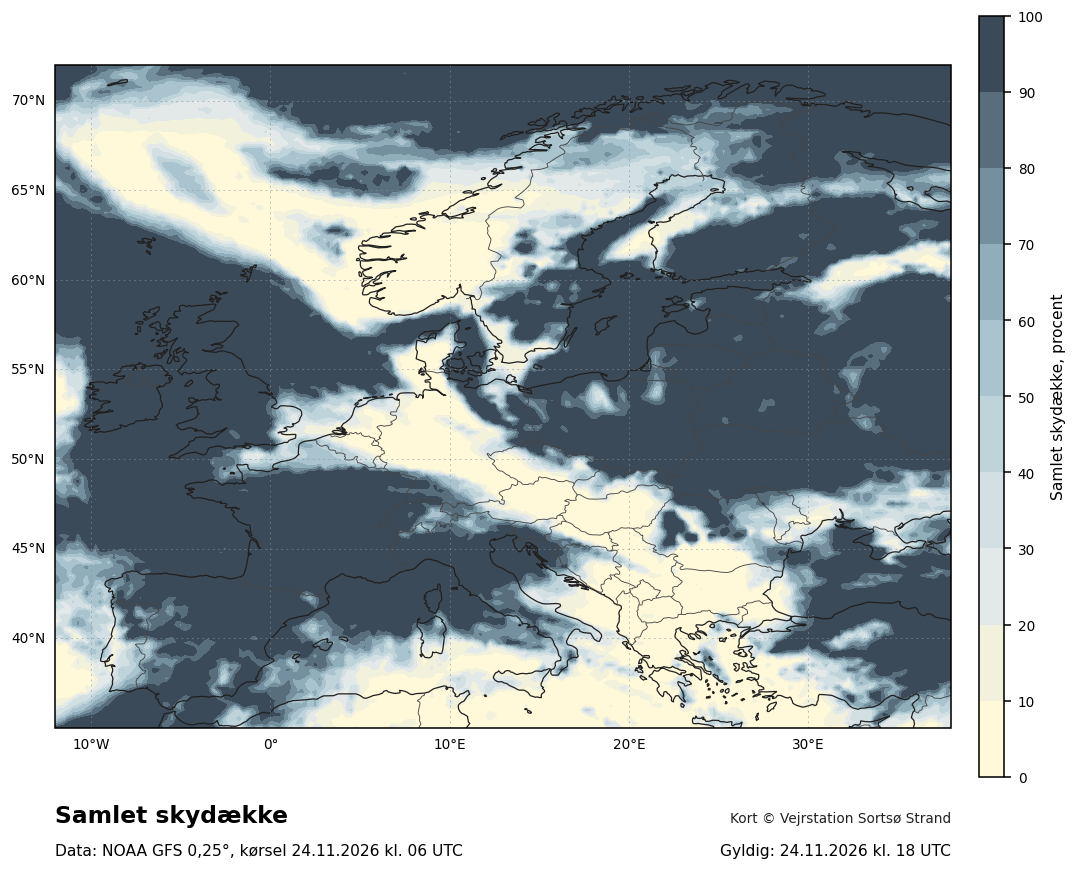 70°N
65°N
60°N
55°N
50°N
45°N
40°N
10°W
0°
10°E
20°E
30°E
100
90
80
70
60
50
40
30
20
10
0
Samlet skydække, procent
Samlet skydække
Kort © Vejrstation Sortsø Strand
Data: NOAA GFS 0,25°, kørsel 24.11.2026 kl. 06 UTC
Gyldig: 24.11.2026 kl. 18 UTC